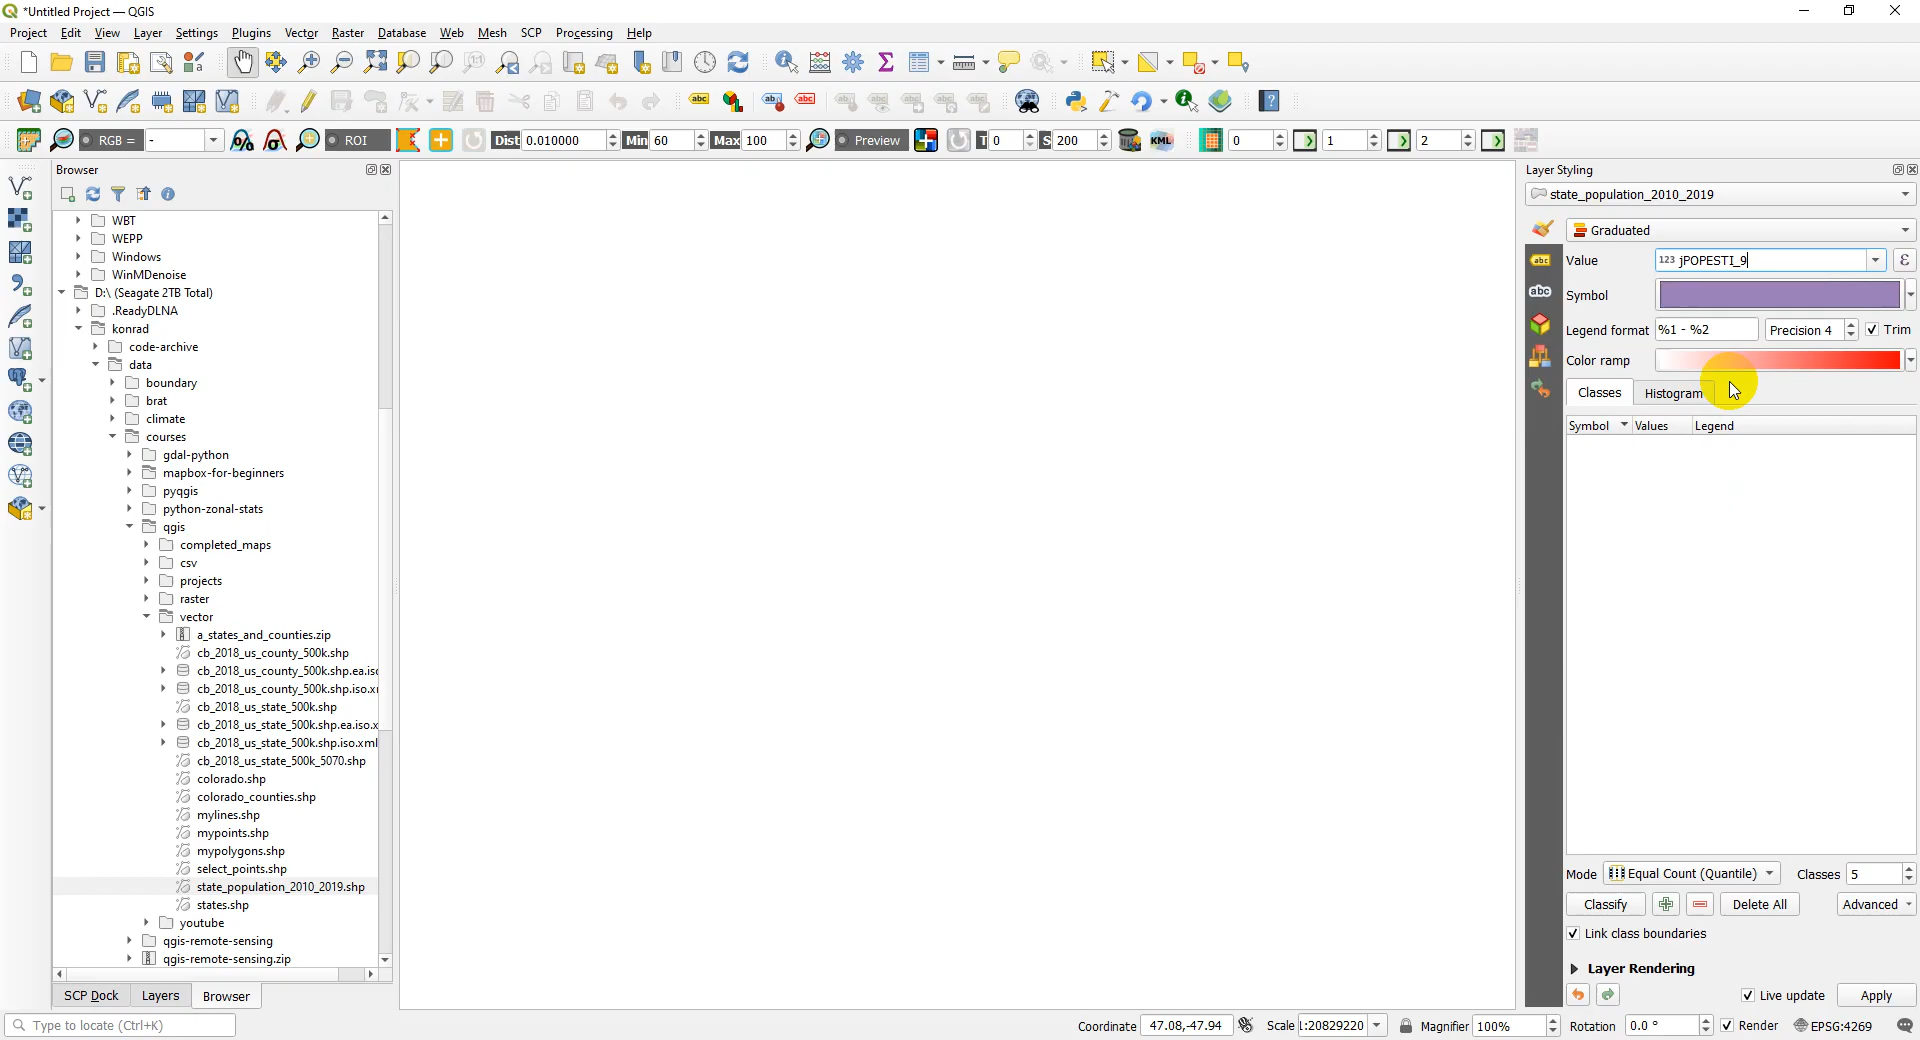 *Untitled Project — QGIS
Project Edit View Layer Settings Plugins Vector Raster Database Web Mesh SCP Processing Help
RGB = - ROI Dist 0.010000 Min 60 Max 100 Preview T 0 S 200 KML 0 1 2
Browser
WBT
WEPP
Windows
WinMDenoise
D:\ (Seagate 2TB Total)
.ReadyDLNA
konrad
code-archive
data
boundary
brat
climate
courses
gdal-python
mapbox-for-beginners
pyqgis
python-zonal-stats
qgis
completed_maps
csv
projects
raster
vector
a_states_and_counties.zip
cb_2018_us_county_500k.shp
cb_2018_us_county_500k.shp.ea.isc
cb_2018_us_county_500k.shp.iso.x
cb_2018_us_state_500k.shp
cb_2018_us_state_500k.shp.ea.iso.x
cb_2018_us_state_500k.shp.iso.xml
cb_2018_us_state_500k_5070.shp
colorado.shp
colorado_counties.shp
mylines.shp
mypoints.shp
mypolygons.shp
select_points.shp
state_population_2010_2019.shp
states.shp
youtube
qgis-remote-sensing
qgis-remote-sensing.zip
SCP Dock Layers Browser
Layer Styling
state_population_2010_2019
Graduated
Value 123 jPOPESTI_9 ε
Symbol
Legend format %1 - %2 Precision 4 Trim
Color ramp
Classes Histogram
Symbol Values Legend
Mode Equal Count (Quantile) Classes 5
Classify Delete All Advanced
Link class boundaries
Layer Rendering
Live update Apply
Type to locate (Ctrl+K) Coordinate 47.08,-47.94 Scale 1:20829220 Magnifier 100% Rotation 0.0 ° Render EPSG:4269